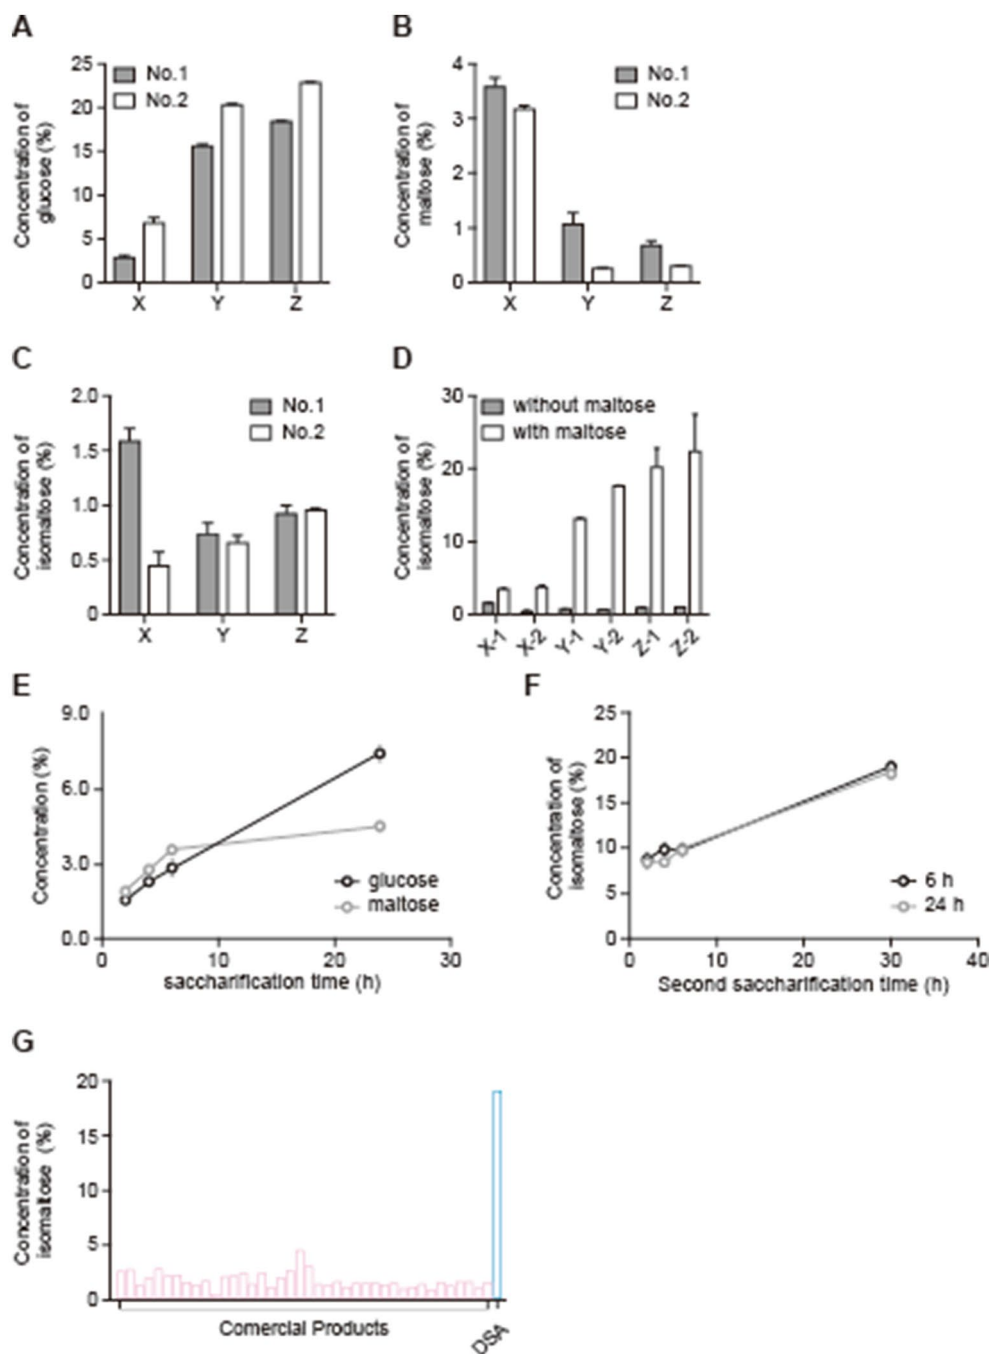 A
Concentration of
glucose (%)
25
20
15
10
5
0
No.1
No.2
X
Y
Z
B
Concentration of
maltose (%)
4
3
2
1
0
No.1
No.2
X
Y
Z
C
Concentration of
isomaltose (%)
2.0
1.5
1.0
0.5
0
No.1
No.2
X
Y
Z
D
Concentration of
isomaltose (%)
30
20
10
0
without maltose
with maltose
X-1
X-2
Y-1
Y-2
Z-1
Z-2
E
Concentration (%)
9.0
6.0
3.0
0.0
glucose
maltose
0
10
20
30
saccharification time (h)
F
Concentration of
isomaltose (%)
25
20
15
10
5
0
6 h
24 h
0
10
20
30
40
Second saccharification time (h)
G
Concentration of
isomaltose (%)
20
15
10
5
0
Comercial Products
DSA